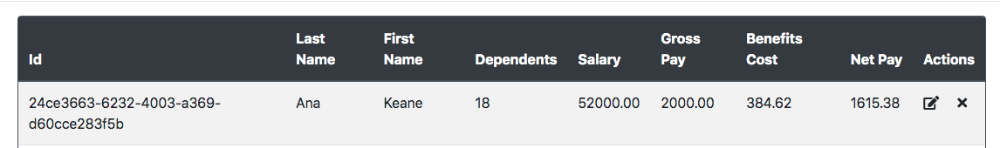 Id Last Name First Name Dependents Salary Gross Pay Benefits Cost Net Pay Actions
24ce3663-6232-4003-a369- Ana Keane 18 52000.00 2000.00 384.62 1615.38
d60cce283f5b